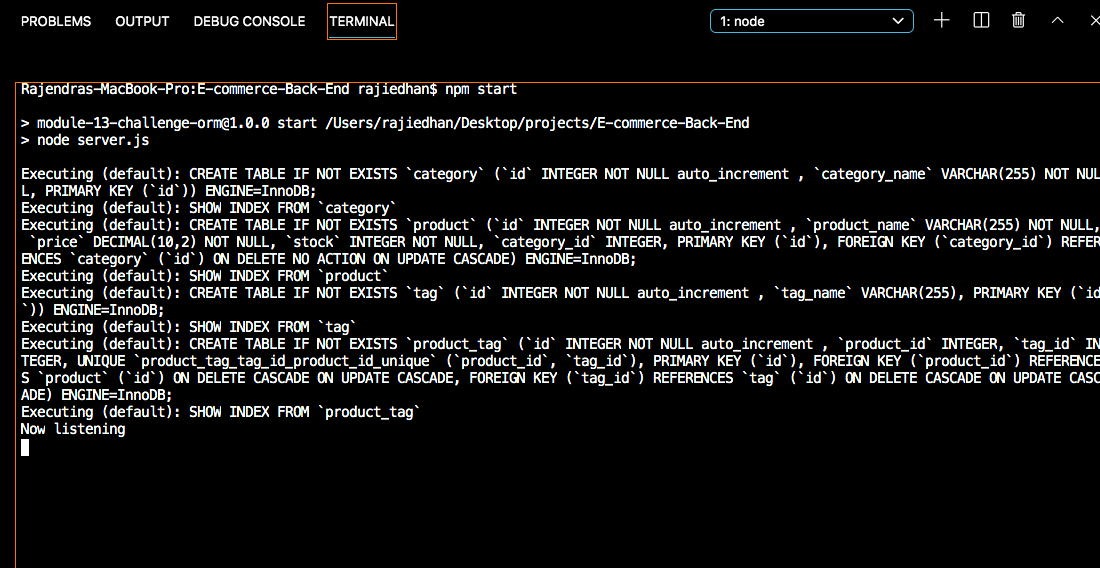 PROBLEMS OUTPUT DEBUG CONSOLE TERMINAL 1: node
Rajendras-MacBook-Pro:E-commerce-Back-End rajiedhan$ npm start
> module-13-challenge-orm@1.0.0 start /Users/rajiedhan/Desktop/projects/E-commerce-Back-End
> node server.js
Executing (default): CREATE TABLE IF NOT EXISTS `category` (`id` INTEGER NOT NULL auto_increment , `category_name` VARCHAR(255) NOT NUL
L, PRIMARY KEY (`id`)) ENGINE=InnoDB;
Executing (default): SHOW INDEX FROM `category`
Executing (default): CREATE TABLE IF NOT EXISTS `product` (`id` INTEGER NOT NULL auto_increment , `product_name` VARCHAR(255) NOT NULL,
`price` DECIMAL(10,2) NOT NULL, `stock` INTEGER NOT NULL, `category_id` INTEGER, PRIMARY KEY (`id`), FOREIGN KEY (`category_id`) REFER
ENCES `category` (`id`) ON DELETE NO ACTION ON UPDATE CASCADE) ENGINE=InnoDB;
Executing (default): SHOW INDEX FROM `product`
Executing (default): CREATE TABLE IF NOT EXISTS `tag` (`id` INTEGER NOT NULL auto_increment , `tag_name` VARCHAR(255), PRIMARY KEY (`id
`)) ENGINE=InnoDB;
Executing (default): SHOW INDEX FROM `tag`
Executing (default): CREATE TABLE IF NOT EXISTS `product_tag` (`id` INTEGER NOT NULL auto_increment , `product_id` INTEGER, `tag_id` IN
TEGER, UNIQUE `product_tag_tag_id_product_id_unique` (`product_id`, `tag_id`), PRIMARY KEY (`id`), FOREIGN KEY (`product_id`) REFERENCE
S `product` (`id`) ON DELETE CASCADE ON UPDATE CASCADE, FOREIGN KEY (`tag_id`) REFERENCES `tag` (`id`) ON DELETE CASCADE ON UPDATE CASC
ADE) ENGINE=InnoDB;
Executing (default): SHOW INDEX FROM `product_tag`
Now listening